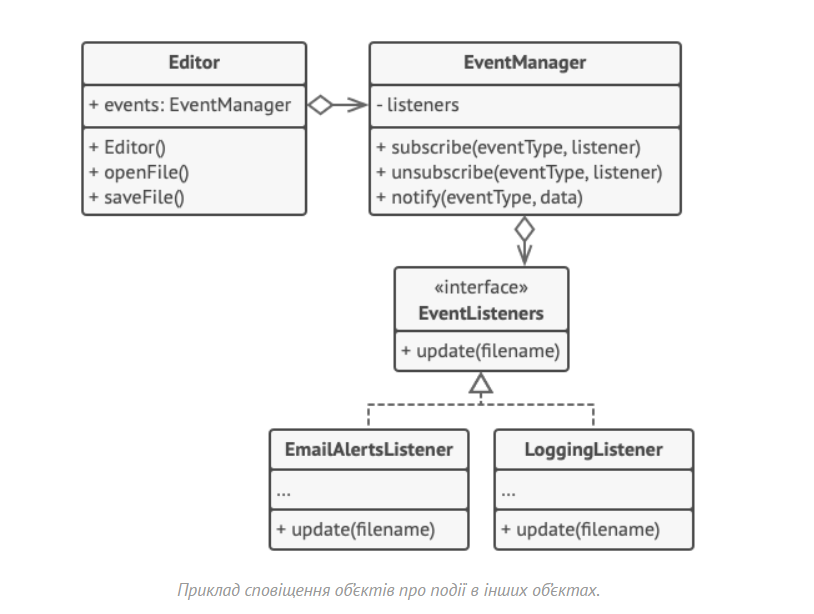 Editor
+ events: EventManager
+ Editor()
+ openFile()
+ saveFile()
EventManager
- listeners
+ subscribe(eventType, listener)
+ unsubscribe(eventType, listener)
+ notify(eventType, data)
«interface»
EventListeners
+ update(filename)
EmailAlertsListener
...
+ update(filename)
LoggingListener
...
+ update(filename)
Приклад сповіщення об'єктів про події в інших об'єктах.